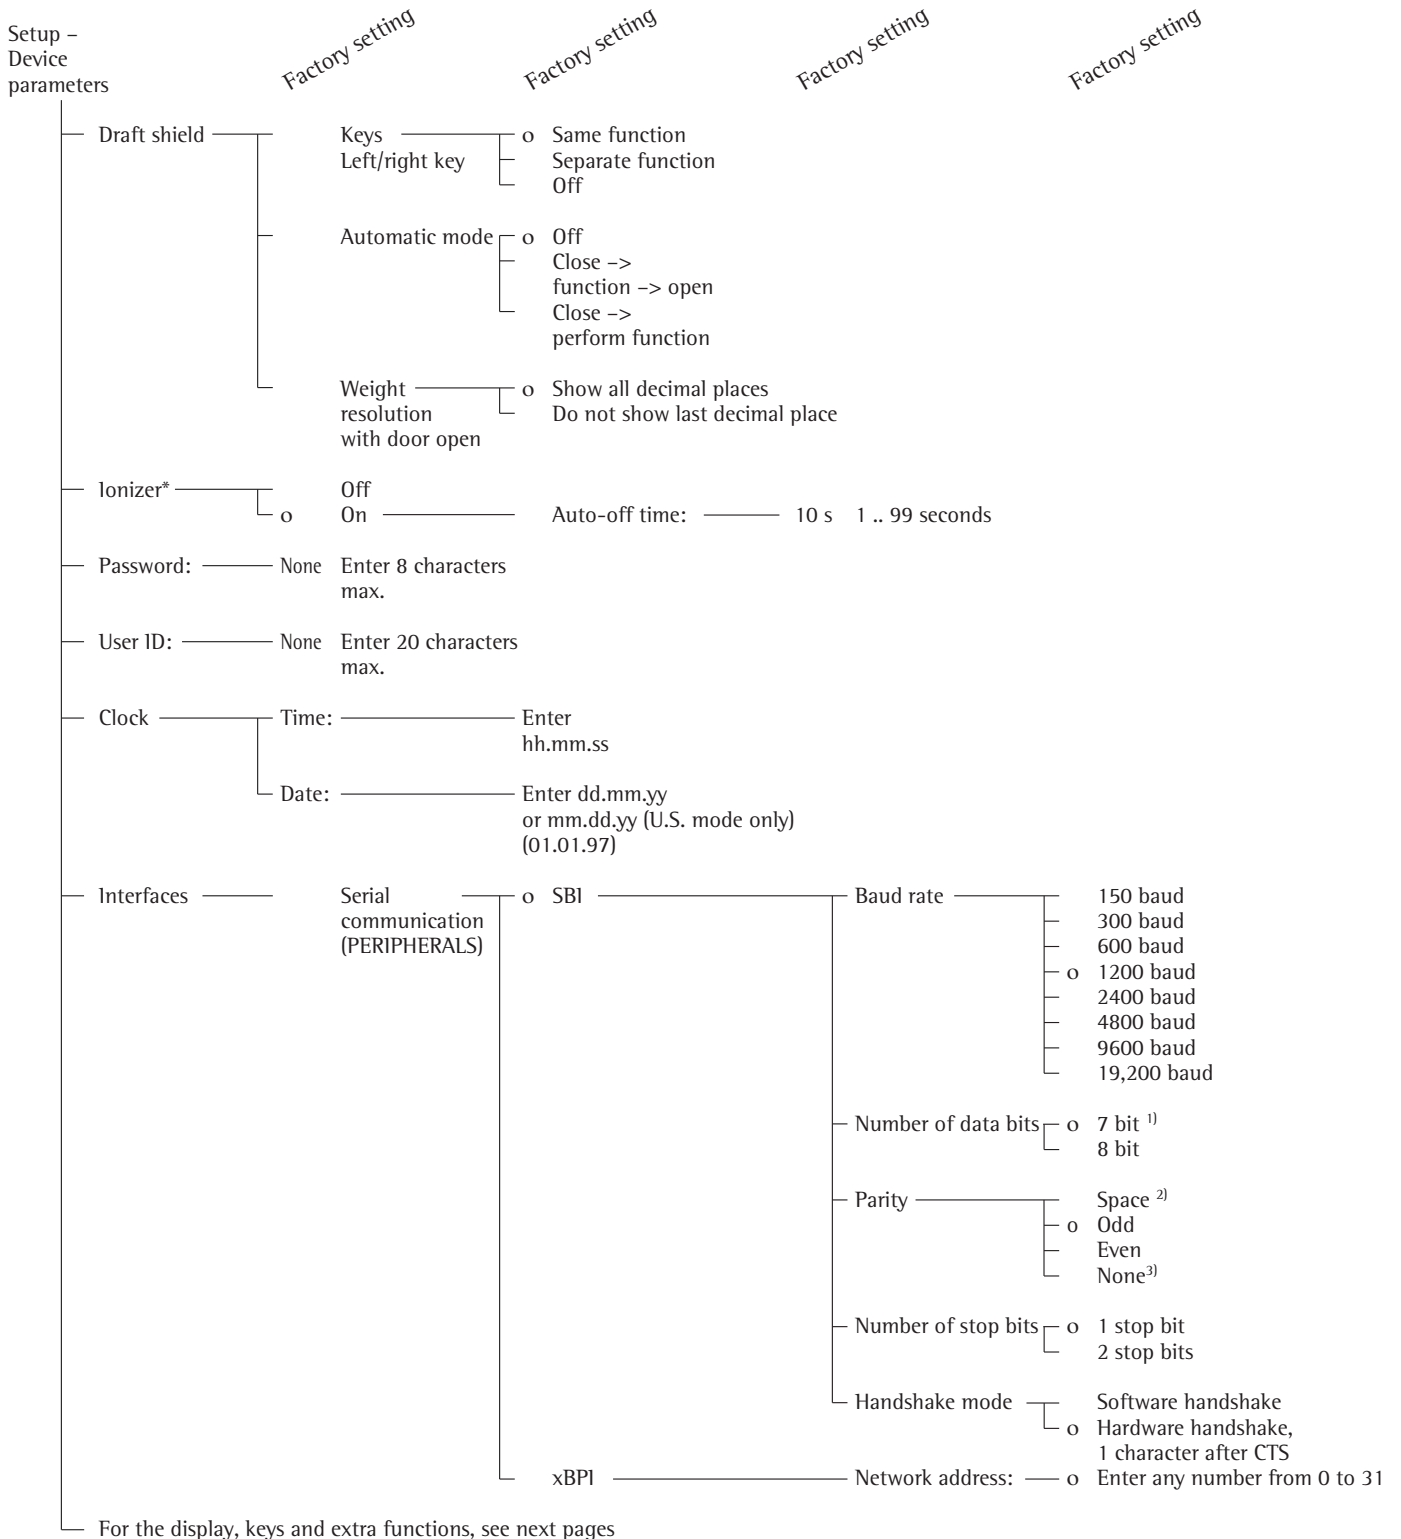 Setup –
Device
parameters
Factory setting
Factory setting
Factory setting
Factory setting
Draft shield
Keys
Left/right key
o Same function
Separate function
Off
Automatic mode
o Off
Close –>
function –> open
Close –>
perform function
Weight
resolution
with door open
o Show all decimal places
Do not show last decimal place
Ionizer*
Off
o On
Auto-off time:
10 s 1 .. 99 seconds
Password:
None Enter 8 characters
max.
User ID:
None Enter 20 characters
max.
Clock
Time:
Enter
hh.mm.ss
Date:
Enter dd.mm.yy
or mm.dd.yy (U.S. mode only)
(01.01.97)
Interfaces
Serial
communication
(PERIPHERALS)
o SBI
Baud rate
150 baud
300 baud
600 baud
o 1200 baud
2400 baud
4800 baud
9600 baud
19,200 baud
Number of data bits
o 7 bit 1)
8 bit
Parity
Space 2)
o Odd
Even
None3)
Number of stop bits
o 1 stop bit
2 stop bits
Handshake mode
Software handshake
o Hardware handshake,
1 character after CTS
xBPI
Network address:
o Enter any number from 0 to 31
For the display, keys and extra functions, see next pages